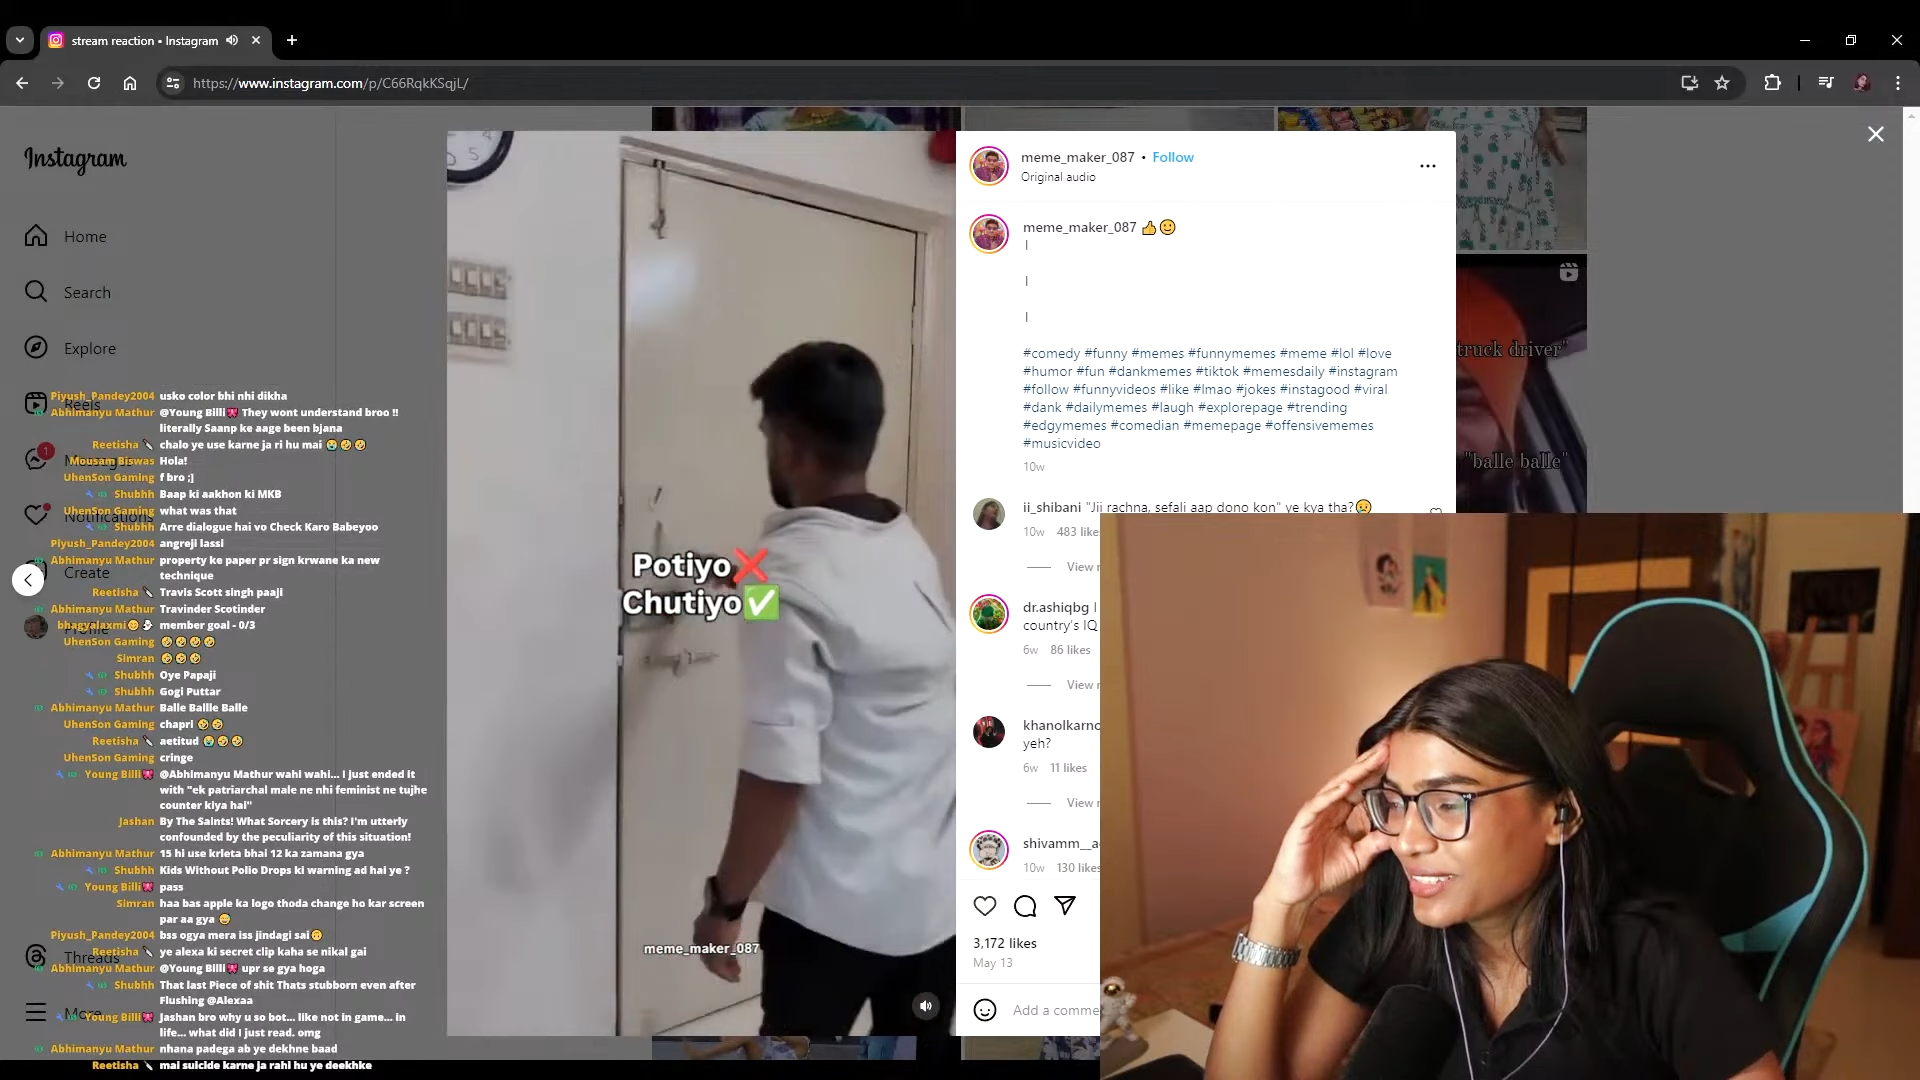 stream reaction • Instagram
https://www.instagram.com/p/C66RqkKSqjL/
Instagram
Home
Search
Explore
Reels
Notifications
Create
Threads
More
Piyush_Pandey2004 usko color bhi nhi dikha
Abhimanyu Mathur @Young Billi🎀 They wont understand broo !!
literally Saanp ke aage been bjana
Reetisha chalo ye use karne ja ri hu mai 😭🤣🤣
Mousam Biswas Hola!
UhenSon Gaming f bro ;]
Shubhh Baap ki aakhon ki MKB
UhenSon Gaming what was that
Shubhh Arre dialogue hai vo Check Karo Babeyoo
Piyush_Pandey2004 angreji lassi
Abhimanyu Mathur property ke paper pr sign krwane ka new
technique
Reetisha Travis Scott singh paaji
Abhimanyu Mathur Travinder Scotinder
bhagyalaxmi member goal - 0/3
UhenSon Gaming 🤣🤣🤣🤣
Simran 🤣🤣🤣
Shubhh Oye Papaji
Shubhh Gogi Puttar
Abhimanyu Mathur Balle Ballle Balle
UhenSon Gaming chapri 🤣🤣
Reetisha aetitud 😭🤣🤣
UhenSon Gaming cringe
Young Billi🎀 @Abhimanyu Mathur wahi wahi... I just ended it
with "ek patriarchal male ne nhi feminist ne tujhe
counter kiya hai"
Jashan By The Saints! What Sorcery is this? I'm utterly
confounded by the peculiarity of this situation!
Abhimanyu Mathur 15 hi use krleta bhai 12 ka zamana gya
Shubhh Kids Without Polio Drops ki warning ad hai ye ?
Young Billi🎀 pass
Simran haa bas apple ka logo thoda change ho kar screen
par aa gya 😅
Piyush_Pandey2004 bss ogya mera iss jindagi sai🙃
Reetisha ye alexa ki secret clip kaha se nikal gai
Abhimanyu Mathur @Young Billi🎀 upr se gya hoga
Shubhh That last Piece of shit Thats stubborn even after
Flushing @Alexaa
Young Billi🎀 Jashan bro why u so bot... like not in game... in
life... what did I just read. omg
Abhimanyu Mathur nhana padega ab ye dekhne baad
Reetisha mai suicide karne ja rahi hu ye deekhke
Potiyo❌
Chutiyo✅
meme_maker_087
meme_maker_087 • Follow
Original audio
meme_maker_087 👍🙂
|
|
|
#comedy #funny #memes #funnymemes #meme #lol #love
#humor #fun #dankmemes #tiktok #memesdaily #instagram
#follow #funnyvideos #like #lmao #jokes #instagood #viral
#dank #dailymemes #laugh #explorepage #trending
#edgymemes #comedian #memepage #offensivememes
#musicvideo
10w
ii_shibani "Jii rachna, sefali aap dono kon" ye kya tha?😢
10w 483 like
View
dr.ashiqbg
country's IQ
6w 86 likes
View
khanolkarn
yeh?
6w 11 likes
View
shivamm__a
10w 130 likes
3,172 likes
May 13
Add a comme
truck driver"
"balle balle"